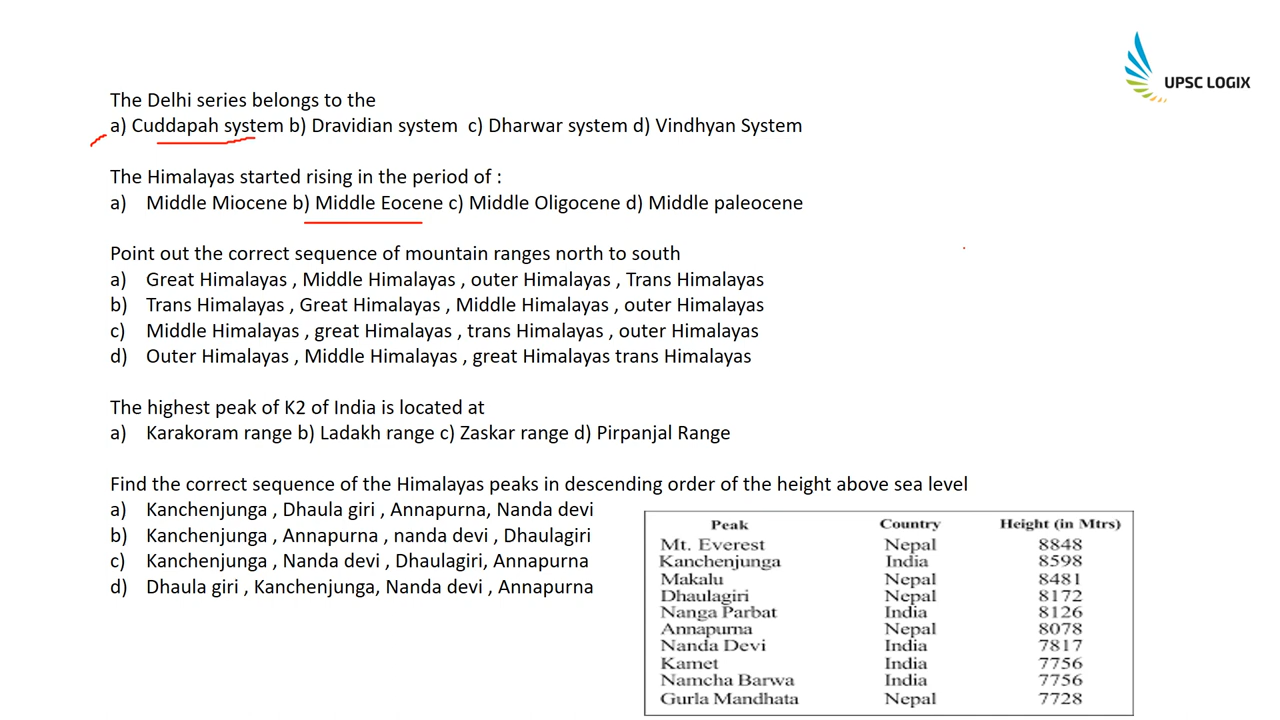 UPSC LOGIX
The Delhi series belongs to the
a) Cuddapah system b) Dravidian system c) Dharwar system d) Vindhyan System
The Himalayas started rising in the period of :
a) Middle Miocene b) Middle Eocene c) Middle Oligocene d) Middle paleocene
Point out the correct sequence of mountain ranges north to south
a) Great Himalayas , Middle Himalayas , outer Himalayas , Trans Himalayas
b) Trans Himalayas , Great Himalayas , Middle Himalayas , outer Himalayas
c) Middle Himalayas , great Himalayas , trans Himalayas , outer Himalayas
d) Outer Himalayas , Middle Himalayas , great Himalayas trans Himalayas
The highest peak of K2 of India is located at
a) Karakoram range b) Ladakh range c) Zaskar range d) Pirpanjal Range
Find the correct sequence of the Himalayas peaks in descending order of the height above sea level
a) Kanchenjunga , Dhaula giri , Annapurna, Nanda devi
b) Kanchenjunga , Annapurna , nanda devi , Dhaulagiri
c) Kanchenjunga , Nanda devi , Dhaulagiri, Annapurna
d) Dhaula giri , Kanchenjunga, Nanda devi , Annapurna
Peak Country Height (in Mtrs)
Mt. Everest Nepal 8848
Kanchenjunga India 8598
Makalu Nepal 8481
Dhaulagiri Nepal 8172
Nanga Parbat India 8126
Annapurna Nepal 8078
Nanda Devi India 7817
Kamet India 7756
Namcha Barwa India 7756
Gurla Mandhata Nepal 7728